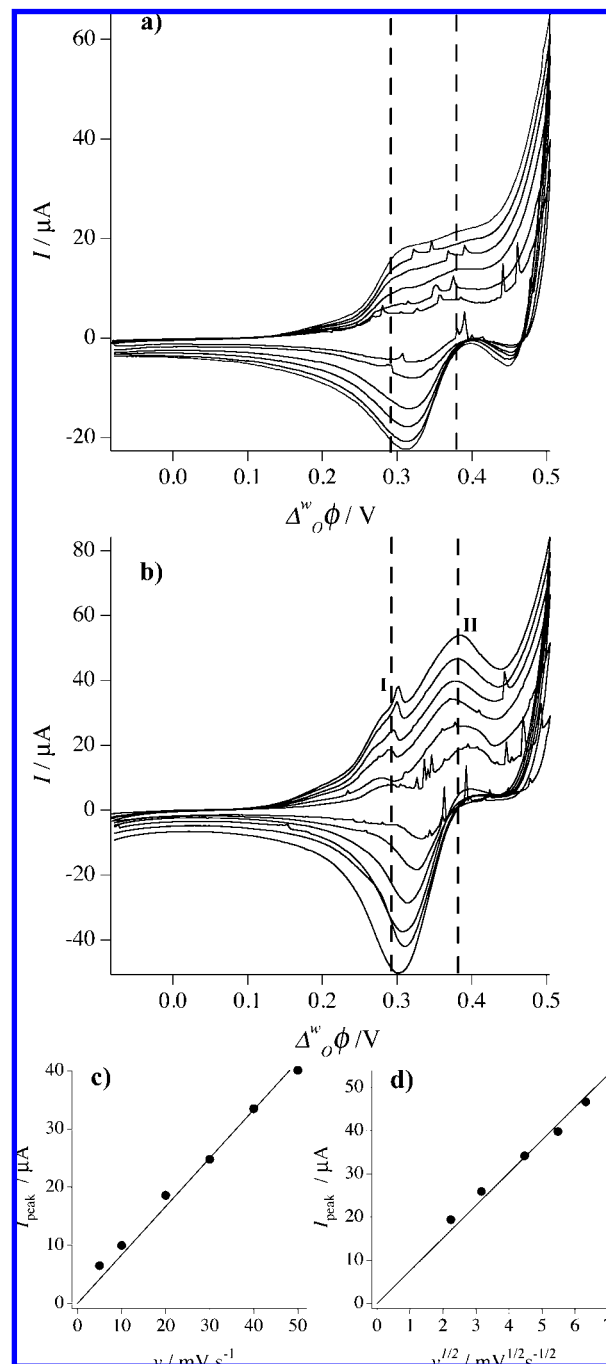 a)
60
40
20
0
-20
I / µA
0.0 0.1 0.2 0.3 0.4 0.5
Δ^w_O ϕ / V
b)
80
60
40
20
0
-20
-40
I / µA
I
II
0.0 0.1 0.2 0.3 0.4 0.5
Δ^w_O ϕ /V
c)
40
30
20
10
0
I_peak / µA
0 10 20 30 40 50
ν / mV s^-1
d)
50
40
30
20
10
0
I_peak / µA
0 1 2 3 4 5 6 7
ν^1/2 / mV^1/2 s^-1/2